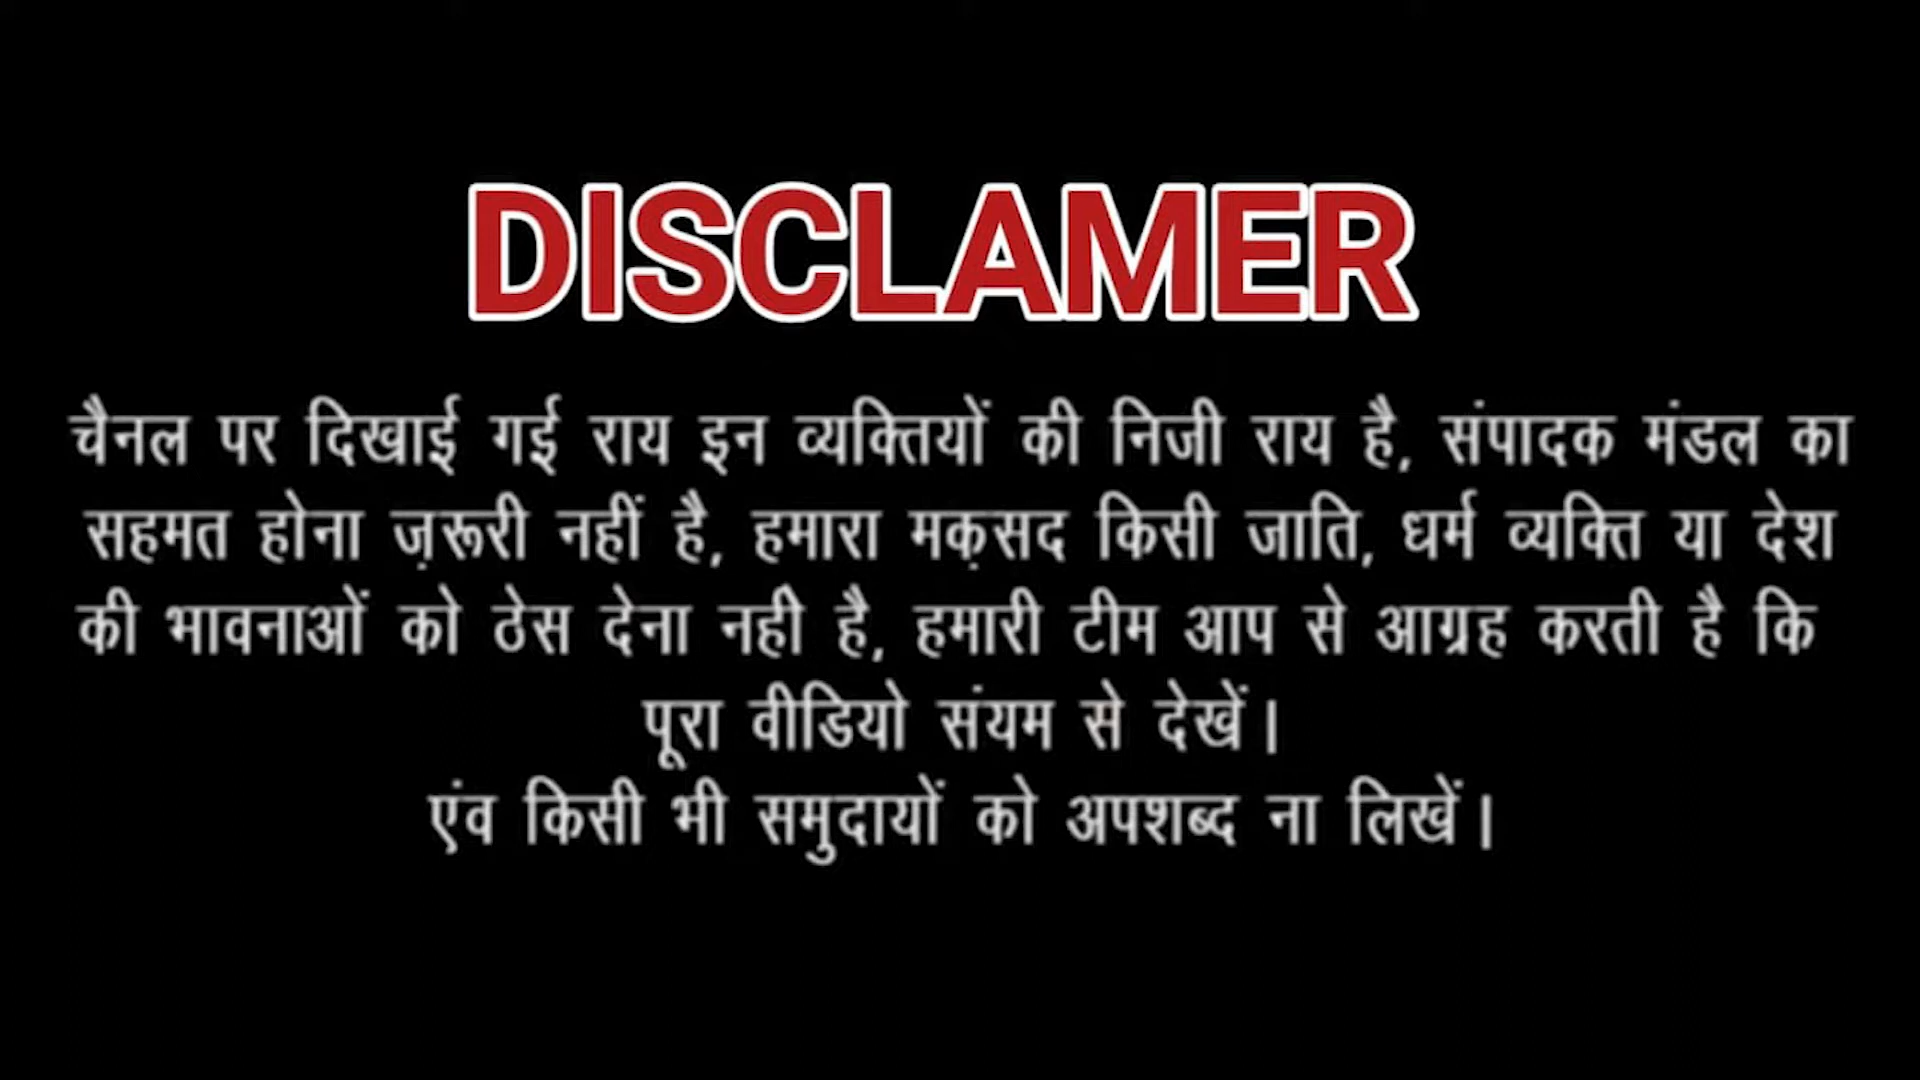 DISCLAMER
चैनल पर दिखाई गई राय इन व्यक्तियों की निजी राय है, संपादक मंडल का
सहमत होना ज़रूरी नहीं है, हमारा मक़सद किसी जाति, धर्म व्यक्ति या देश
की भावनाओं को ठेस देना नही है, हमारी टीम आप से आग्रह करती है कि
पूरा वीडियो संयम से देखें।
एंव किसी भी समुदायों को अपशब्द ना लिखें।